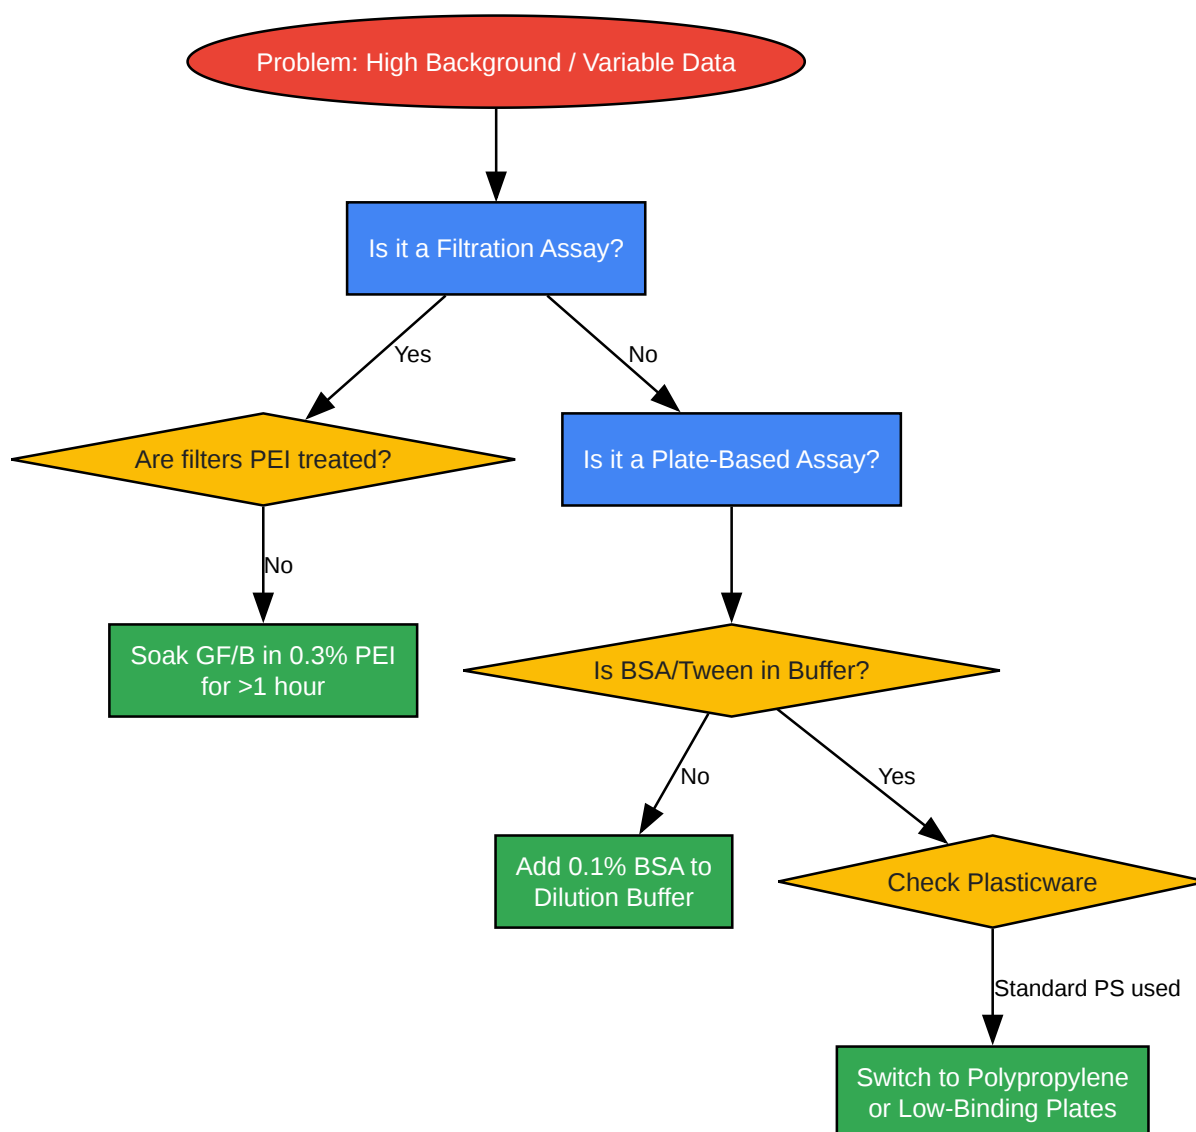 Problem: High Background / Variable Data
Is it a Filtration Assay?
Yes
No
Are filters PEI treated?
Is it a Plate-Based Assay?
No
Soak GF/B in 0.3% PEI
for >1 hour
Is BSA/Tween in Buffer?
No
Yes
Add 0.1% BSA to
Dilution Buffer
Check Plasticware
Standard PS used
Switch to Polypropylene
or Low-Binding Plates